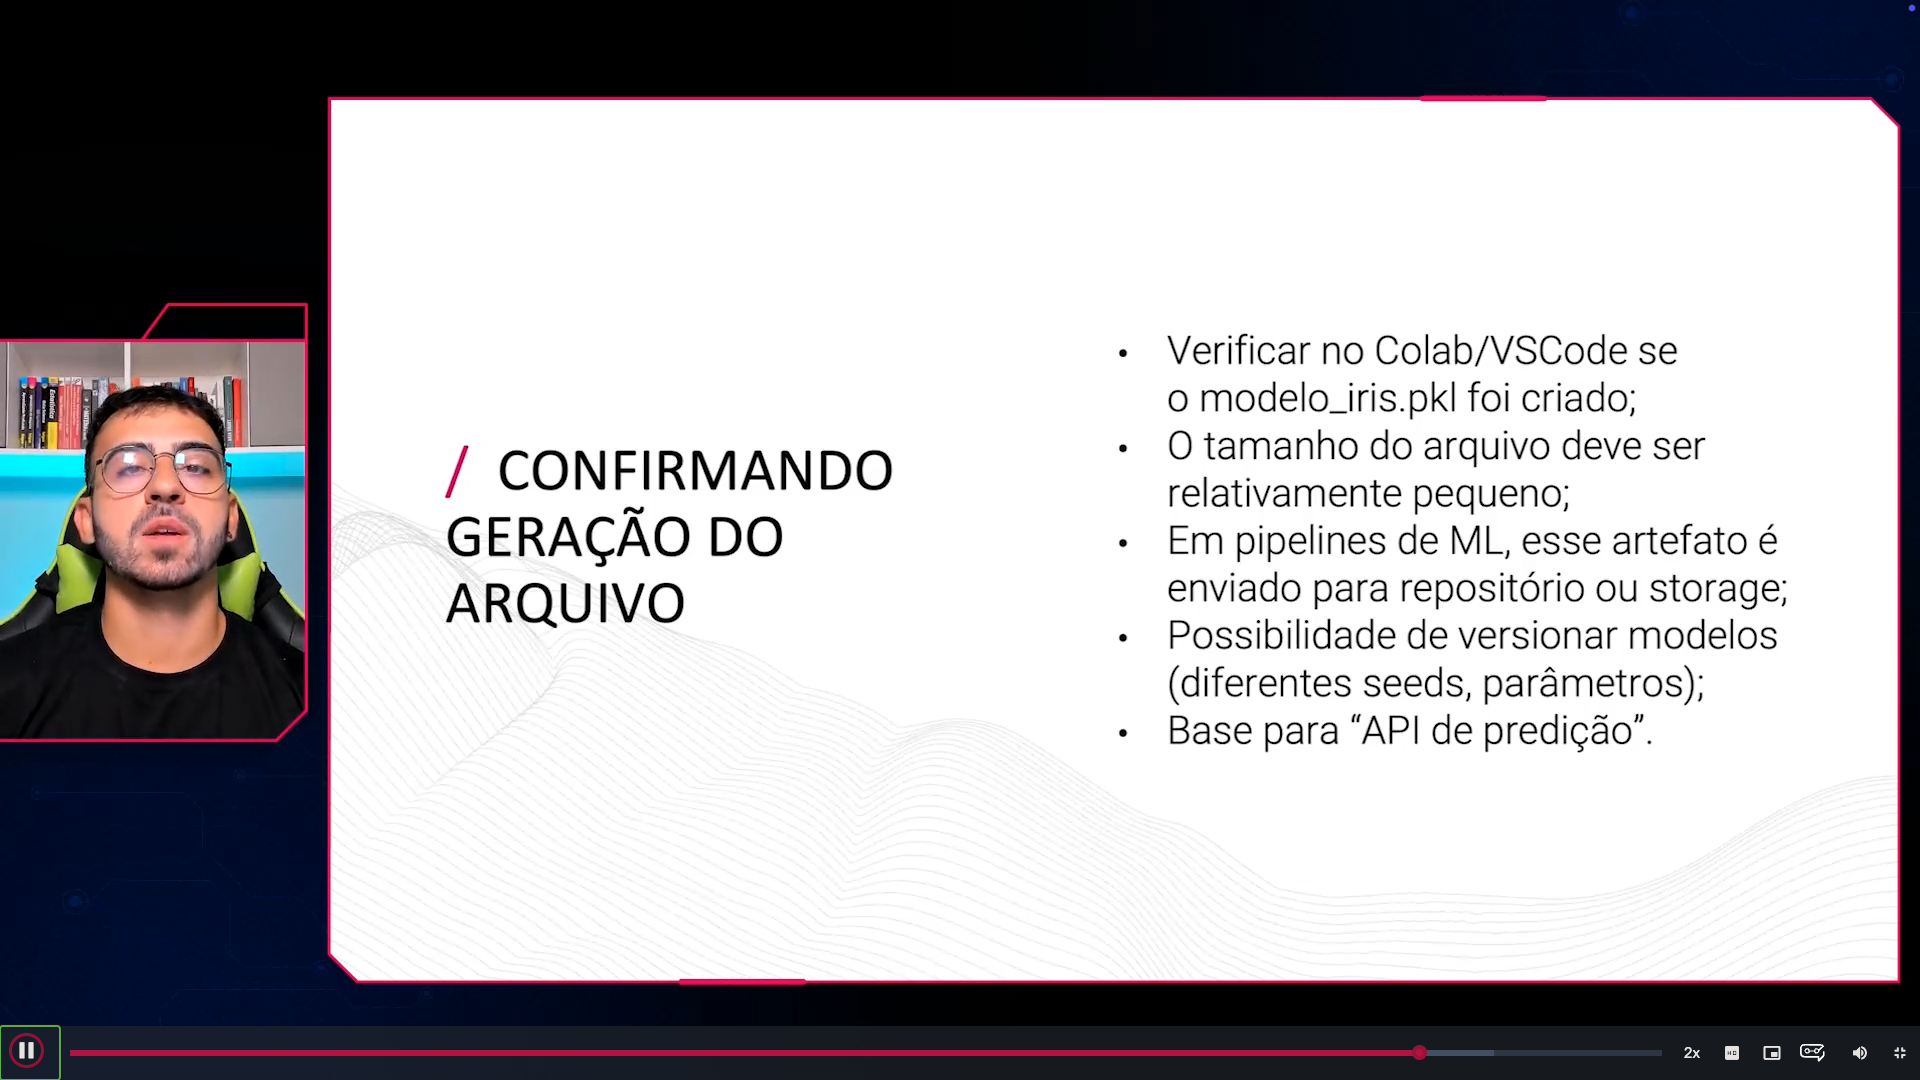 / CONFIRMANDO
GERAÇÃO DO
ARQUIVO
• Verificar no Colab/VSCode se
o modelo_iris.pkl foi criado;
• O tamanho do arquivo deve ser
relativamente pequeno;
• Em pipelines de ML, esse artefato é
enviado para repositório ou storage;
• Possibilidade de versionar modelos
(diferentes seeds, parâmetros);
• Base para “API de predição”.
2x
HD